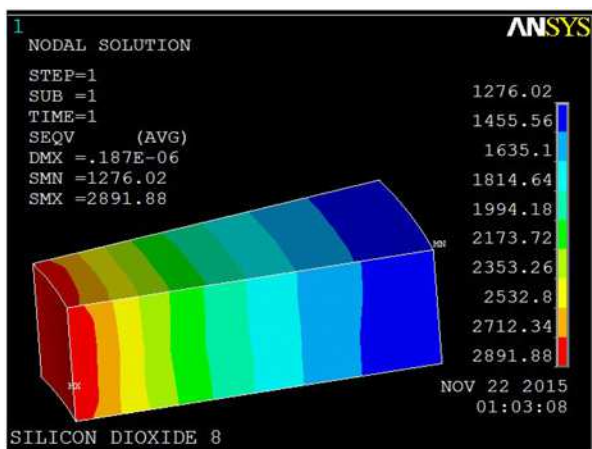 1
ANSYS
NODAL SOLUTION
STEP=1
SUB =1
TIME=1
SEQV (AVG)
DMX =.187E-06
SMN =1276.02
SMX =2891.88
1276.02
1455.56
1635.1
1814.64
1994.18
2173.72
2353.26
2532.8
2712.34
2891.88
MN
MX
NOV 22 2015
01:03:08
SILICON DIOXIDE 8